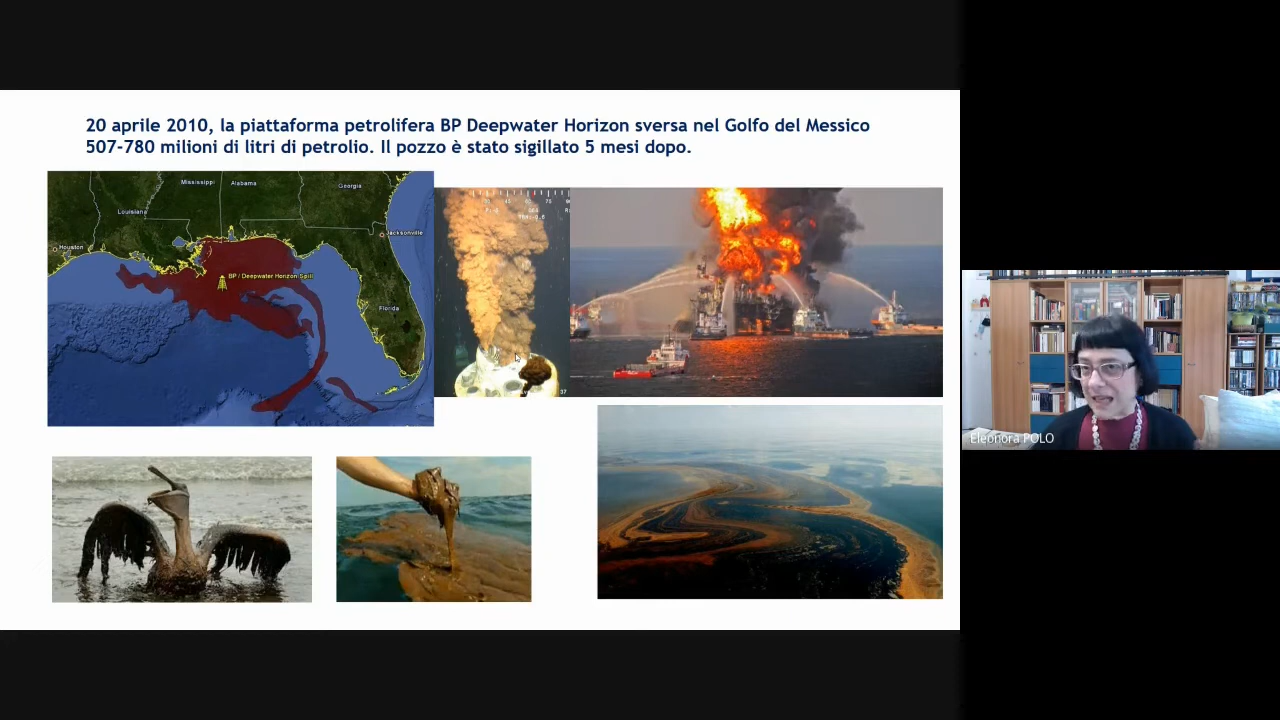 20 aprile 2010, la piattaforma petrolifera BP Deepwater Horizon sversa nel Golfo del Messico
507-780 milioni di litri di petrolio. Il pozzo è stato sigillato 5 mesi dopo.
Mississippi
Alabama
Georgia
Louisiana
Jacksonville
Houston
BP / Deepwater Horizon Spill
Florida
37
Eleonora POLO